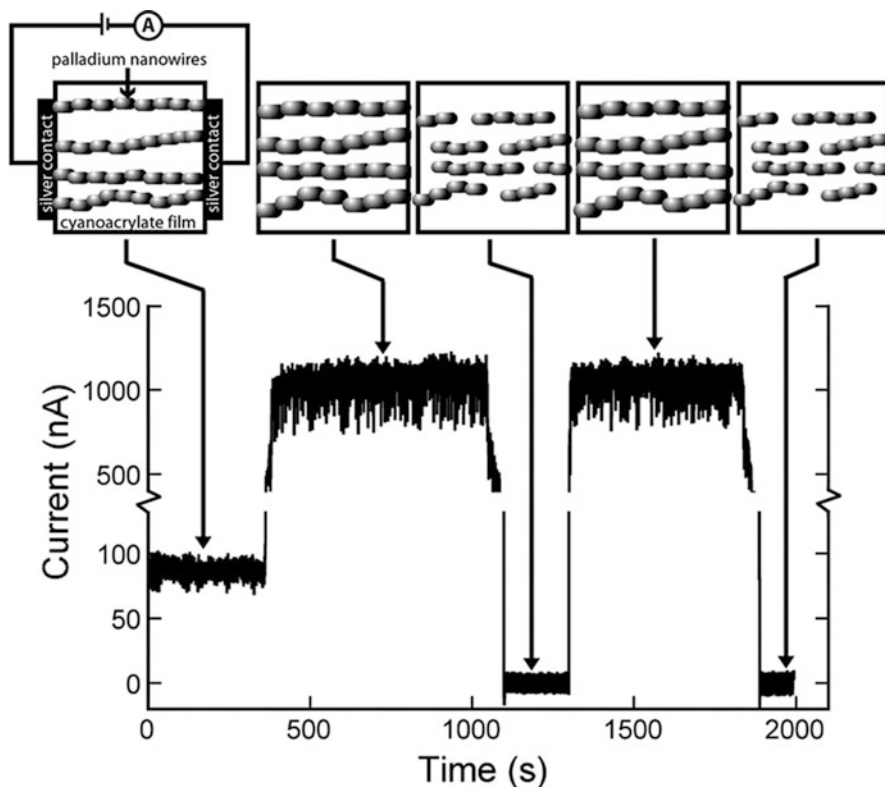 A
palladium nanowires
silver contact
silver contact
cyanoacrylate film
1500
1000
500
100
50
0
Current (nA)
0
500
1000
1500
2000
Time (s)